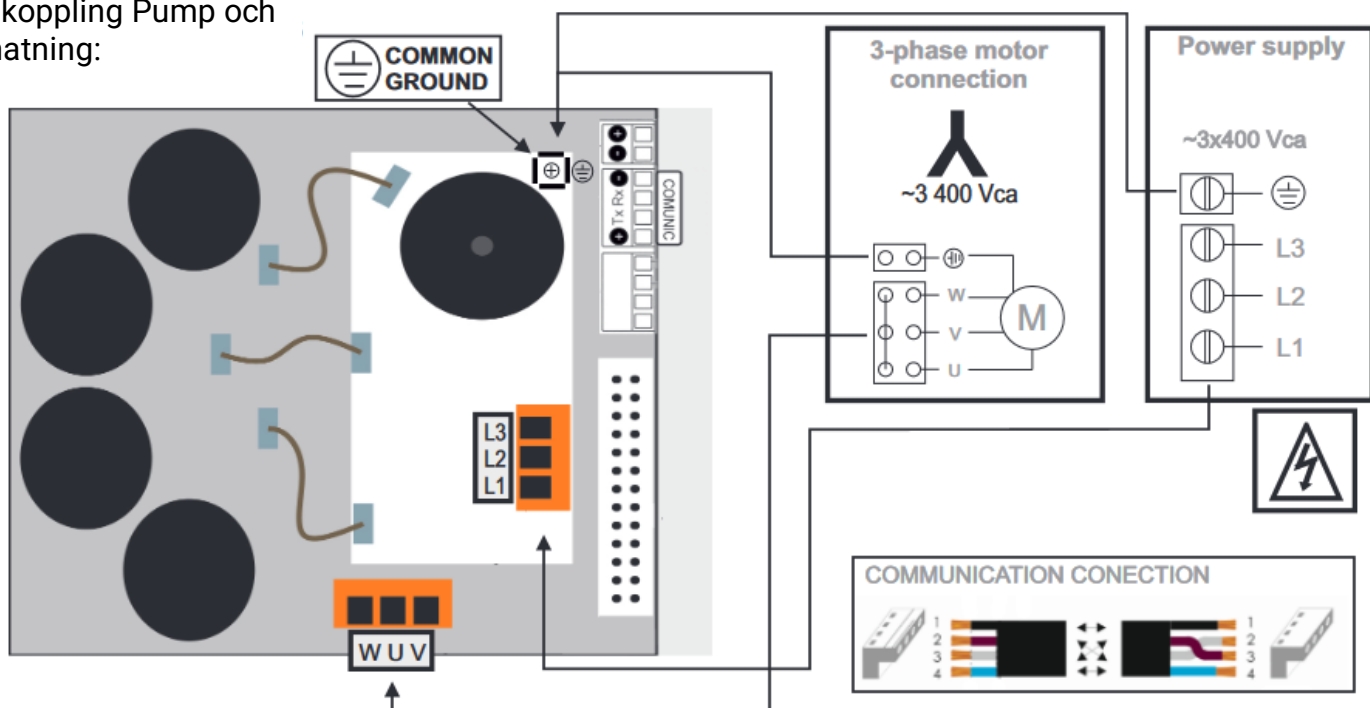 koppling Pump och
natning:
COMMON
GROUND
Tx Rx
COMUNIC
L3
L2
L1
W U V
3-phase motor
connection
~3 400 Vca
W
V
U
M
Power supply
~3x400 Vca
L3
L2
L1
COMMUNICATION CONECTION
1
2
3
4
1
2
3
4